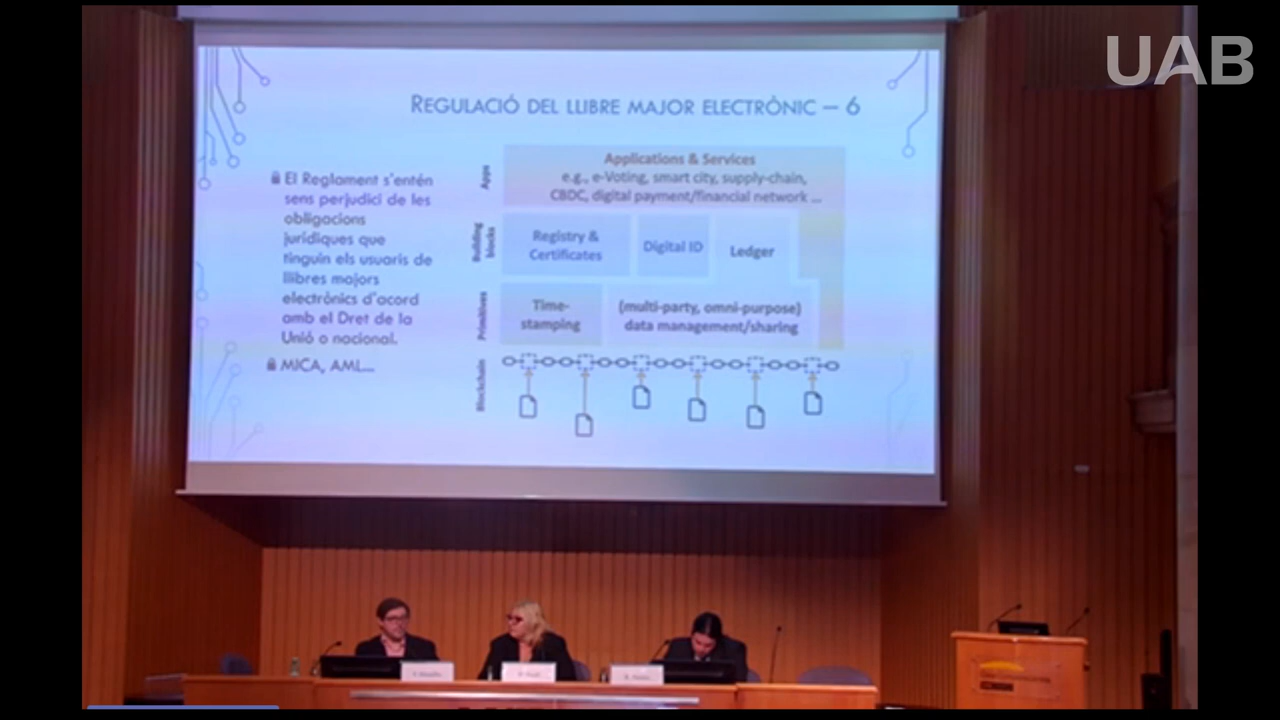 UAB
REGULACIÓ DEL LLIBRE MAJOR ELECTRÒNIC – 6
El Reglament s'entén
sens perjudici de les
obligacions
jurídiques que
tinguin els usuaris de
llibres majors
electrònics d'acord
amb el Dret de la
Unió o nacional.
MICA, AML...
Apps
Applications & Services
e.g., e-Voting, smart city, supply-chain,
CBDC, digital payment/financial network ...
Building
blocks
Registry &
Certificates
Digital ID
Ledger
Primitives
Time-
stamping
(multi-party, omni-purpose)
data management/sharing
Blockchain